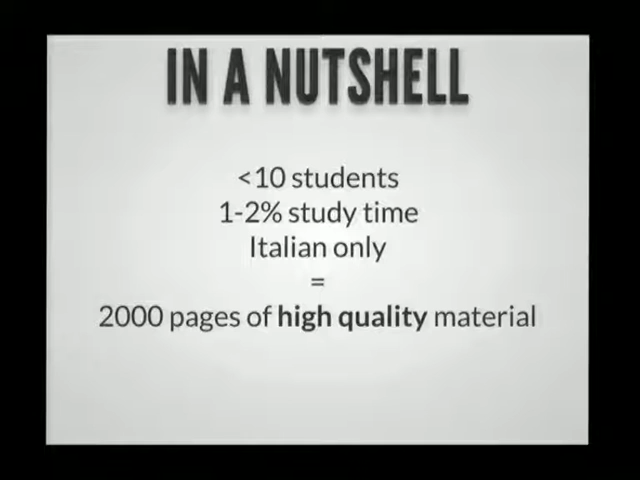 IN A NUTSHELL
<10 students
1-2% study time
Italian only
=
2000 pages of high quality material